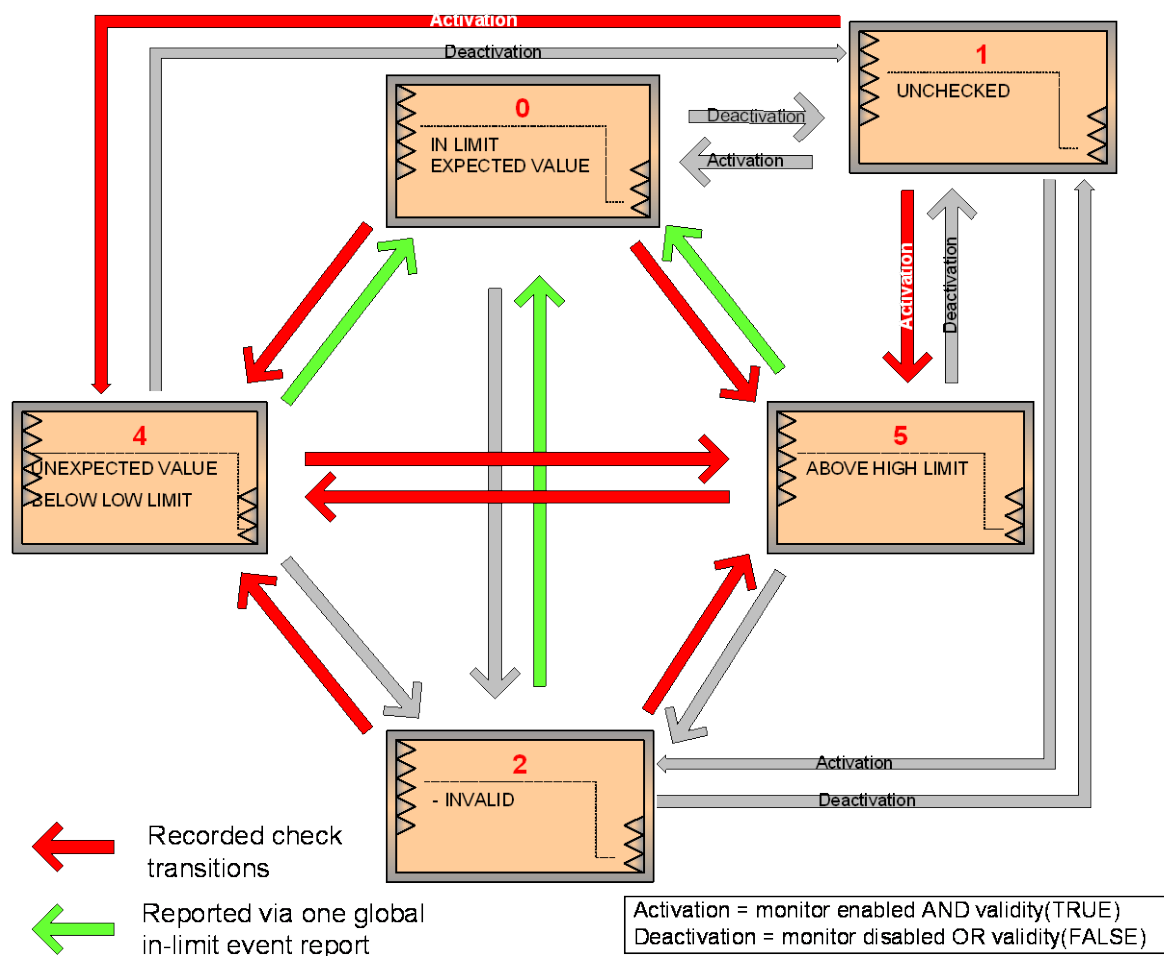 Activation
Deactivation
1
UNCHECKED
0
IN LIMIT
EXPECTED VALUE
Deactivation
Activation
Activation
Deactivation
4
UNEXPECTED VALUE
BELOW LOW LIMIT
5
ABOVE HIGH LIMIT
2
- INVALID
Activation
Deactivation
Recorded check
transitions
Reported via one global
in-limit event report
Activation = monitor enabled AND validity(TRUE)
Deactivation = monitor disabled OR validity(FALSE)